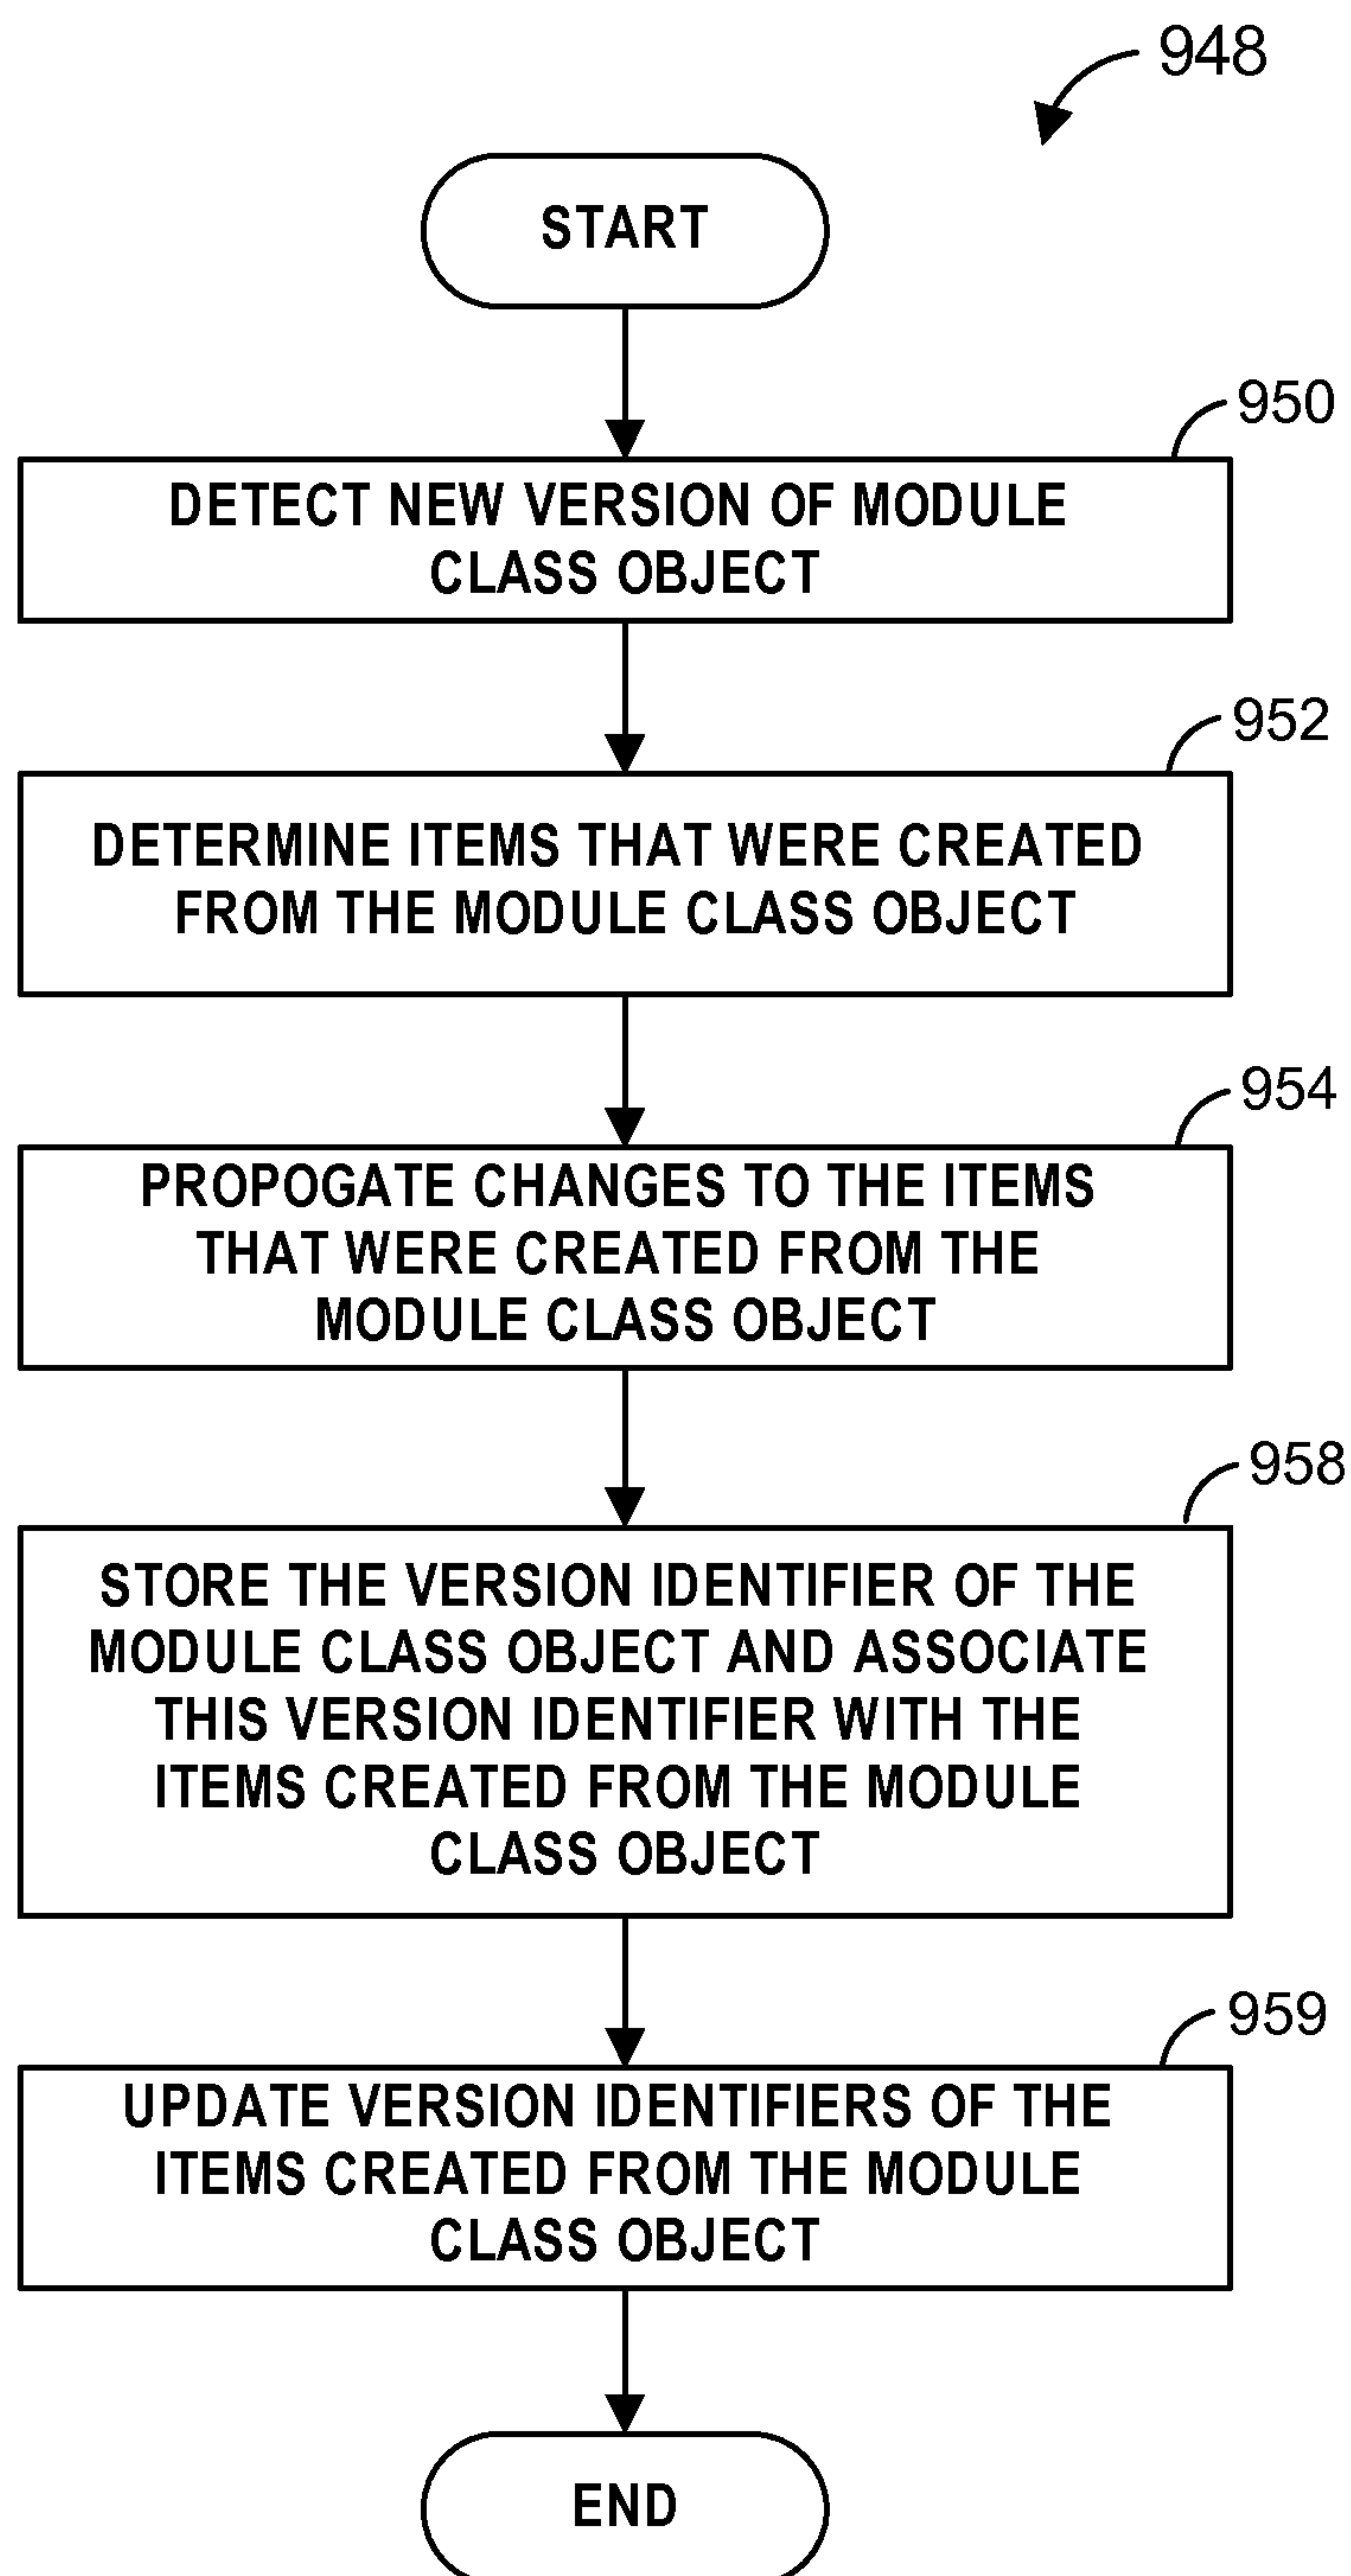 948
START
950
DETECT NEW VERSION OF MODULE
CLASS OBJECT
952
DETERMINE ITEMS THAT WERE CREATED
FROM THE MODULE CLASS OBJECT
954
PROPOGATE CHANGES TO THE ITEMS
THAT WERE CREATED FROM THE
MODULE CLASS OBJECT
958
STORE THE VERSION IDENTIFIER OF THE
MODULE CLASS OBJECT AND ASSOCIATE
THIS VERSION IDENTIFIER WITH THE
ITEMS CREATED FROM THE MODULE
CLASS OBJECT
959
UPDATE VERSION IDENTIFIERS OF THE
ITEMS CREATED FROM THE MODULE
CLASS OBJECT
END